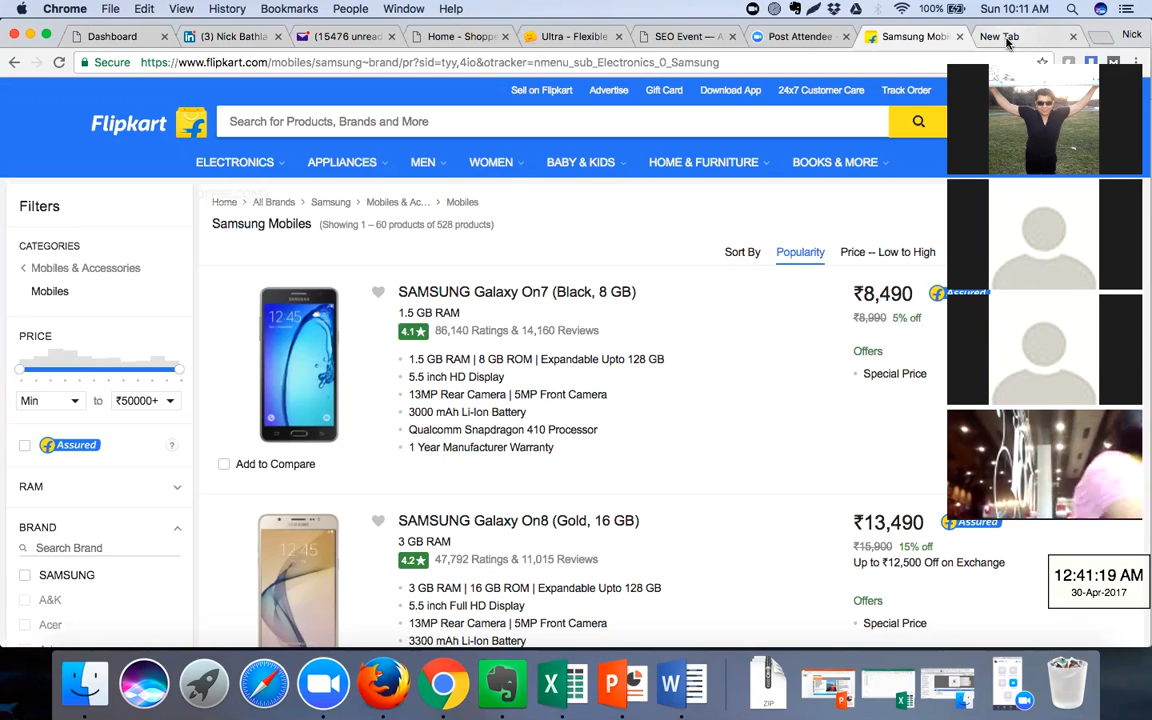 Chrome File Edit View History Bookmarks People Window Help 100% Sun 10:11 AM
Dashboard (3) Nick Bathla (15476 unread Home - Shoppe Ultra - Flexible SEO Event — A Post Attendee - Samsung Mobi New Tab Nick
Secure https://www.flipkart.com/mobiles/samsung~brand/pr?sid=tyy,4io&otracker=nmenu_sub_Electronics_0_Samsung
Sell on Flipkart Advertise Gift Card Download App 24x7 Customer Care Track Order
Flipkart Search for Products, Brands and More
ELECTRONICS APPLIANCES MEN WOMEN BABY & KIDS HOME & FURNITURE BOOKS & MORE
Filters
CATEGORIES
Mobiles & Accessories
Mobiles
PRICE
Min to ₹50000+
Assured ?
RAM
BRAND
Search Brand
SAMSUNG
A&K
Acer
Home > All Brands > Samsung > Mobiles & Ac... > Mobiles
Samsung Mobiles (Showing 1 – 60 products of 528 products)
Sort By Popularity Price -- Low to High
SAMSUNG Galaxy On7 (Black, 8 GB)
1.5 GB RAM
4.1★ 86,140 Ratings & 14,160 Reviews
1.5 GB RAM | 8 GB ROM | Expandable Upto 128 GB
5.5 inch HD Display
13MP Rear Camera | 5MP Front Camera
3000 mAh Li-Ion Battery
Qualcomm Snapdragon 410 Processor
1 Year Manufacturer Warranty
₹8,490 Assured
₹8,990 5% off
Offers
Special Price
12:45
Add to Compare
SAMSUNG Galaxy On8 (Gold, 16 GB)
3 GB RAM
4.2★ 47,792 Ratings & 11,015 Reviews
3 GB RAM | 16 GB ROM | Expandable Upto 128 GB
5.5 inch Full HD Display
13MP Rear Camera | 5MP Front Camera
3300 mAh Li-Ion Battery
₹13,490 Assured
₹15,900 15% off
Up to ₹12,500 Off on Exchange
Offers
Special Price
12:45
12:41:19 AM
30-Apr-2017
ZIP